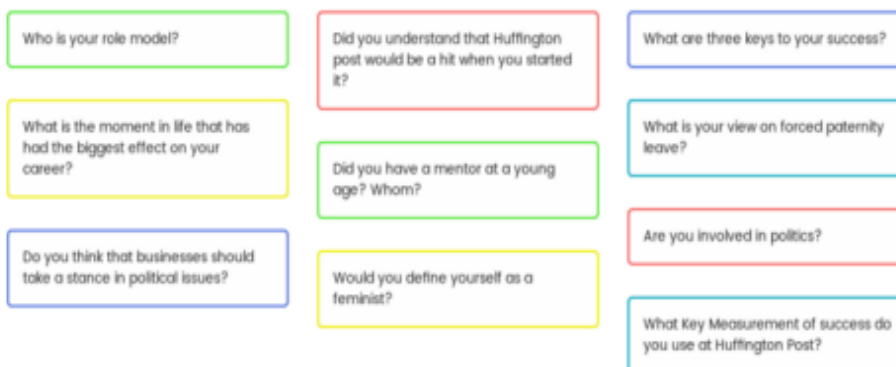 Who is your role model?
What is the moment in life that has
had the biggest effect on your
career?
Do you think that businesses should
take a stance in political issues?
Did you understand that Huffington
post would be a hit when you started
it?
Did you have a mentor at a young
age? Whom?
Would you define yourself as a
feminist?
What are three keys to your success?
What is your view on forced paternity
leave?
Are you involved in politics?
What Key Measurement of success do
you use at Huffington Post?